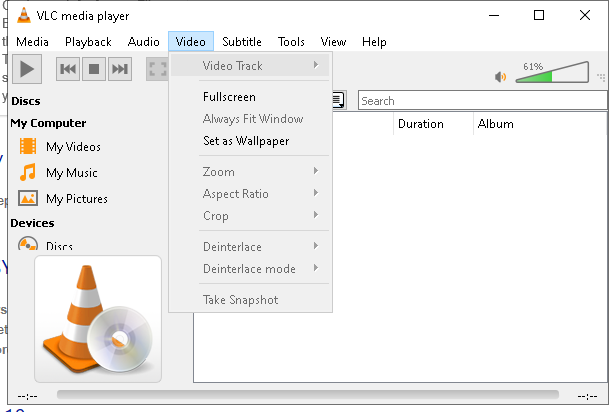 VLC media player
Media Playback Audio Video Subtitle Tools View Help
61%
Video Track
Fullscreen
Always Fit Window
Set as Wallpaper
Zoom
Aspect Ratio
Crop
Deinterlace
Deinterlace mode
Take Snapshot
Search
Duration Album
Discs
My Computer
My Videos
My Music
My Pictures
Devices
Discs
--:-- --:--